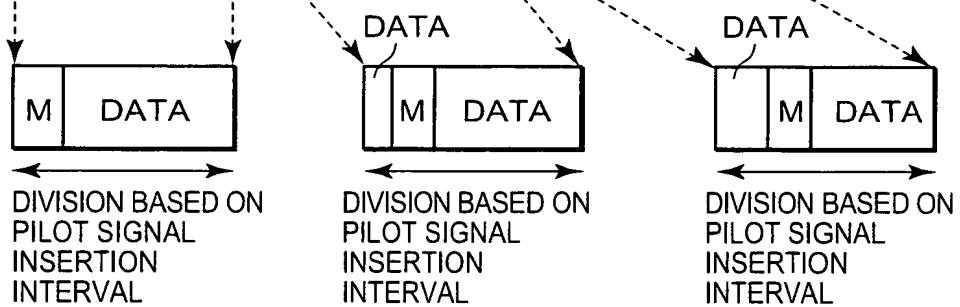 DATA
DATA
M DATA
M DATA
M DATA
DIVISION BASED ON
PILOT SIGNAL
INSERTION
INTERVAL
DIVISION BASED ON
PILOT SIGNAL
INSERTION
INTERVAL
DIVISION BASED ON
PILOT SIGNAL
INSERTION
INTERVAL